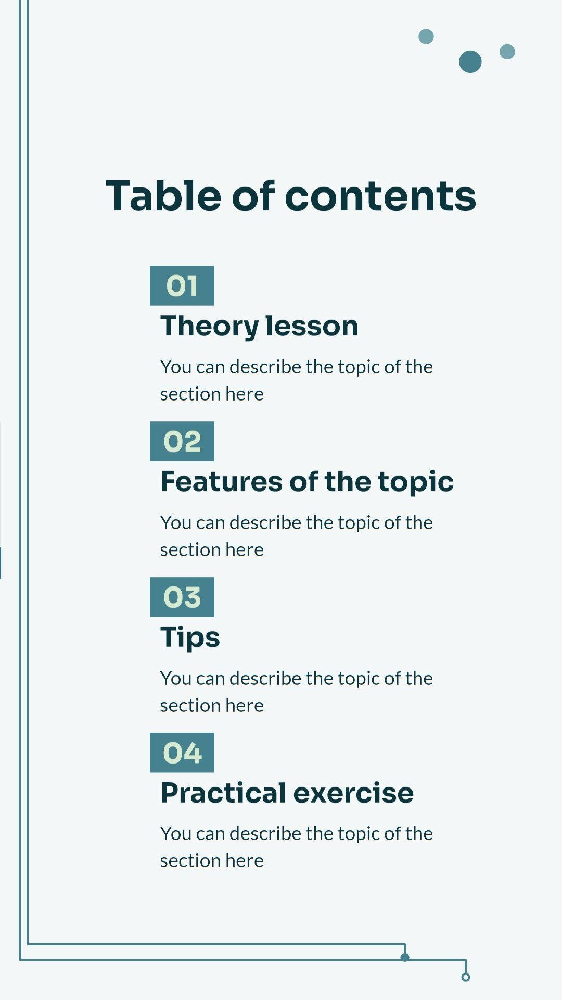 Table of contents
01
Theory lesson
You can describe the topic of the
section here
02
Features of the topic
You can describe the topic of the
section here
03
Tips
You can describe the topic of the
section here
04
Practical exercise
You can describe the topic of the
section here